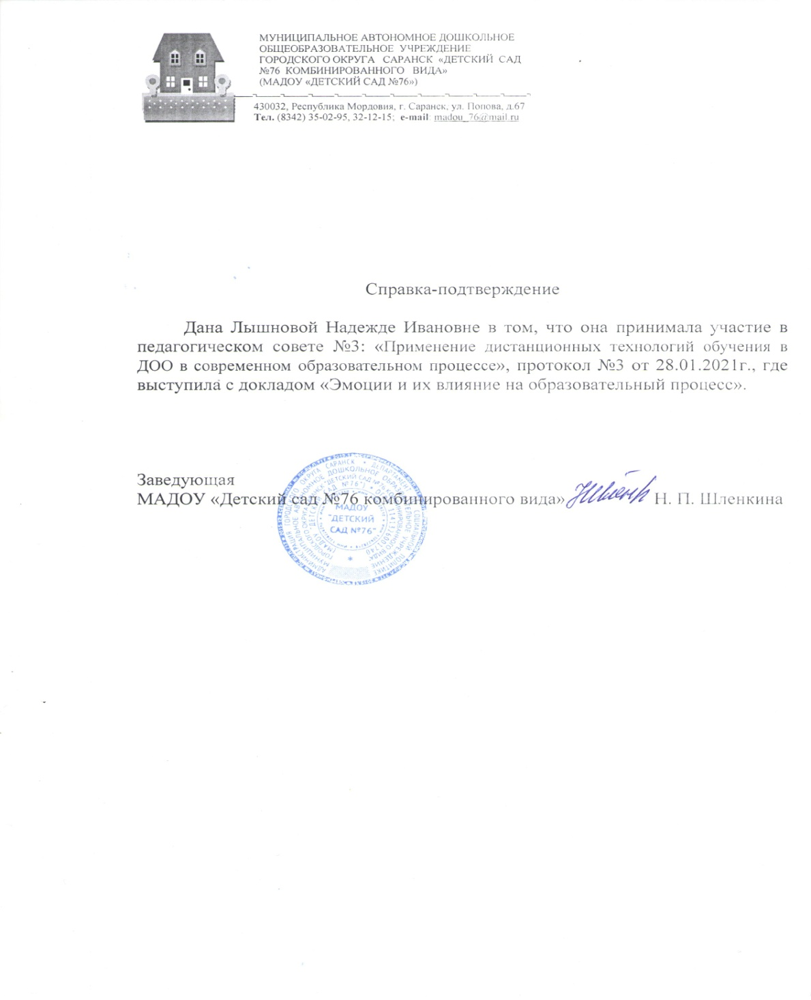 МУНИЦИПАЛЬНОЕ АВТОНОМНОЕ ДОШКОЛЬНОЕ
ОБЩЕОБРАЗОВАТЕЛЬНОЕ УЧРЕЖДЕНИЕ
ГОРОДСКОГО ОКРУГА САРАНСК «ДЕТСКИЙ САД
№76 КОМБИНИРОВАННОГО ВИДА»
(МАДОУ «ДЕТСКИЙ САД №76»)
430032, Республика Мордовия, г. Саранск, ул. Попова, д.67
Тел. (8342) 35-02-95, 32-12-15; e-mail: madou_76@mail.ru
Справка-подтверждение
Дана Лышновой Надежде Ивановне в том, что она принимала участие в
педагогическом совете №3: «Применение дистанционных технологий обучения в
ДОО в современном образовательном процессе», протокол №3 от 28.01.2021г., где
выступила с докладом «Эмоции и их влияние на образовательный процесс».
Заведующая
МАДОУ «Детский сад №76 комбинированного вида» Н. П. Шленкина
МАДОУ
"ДЕТСКИЙ
САД №76"